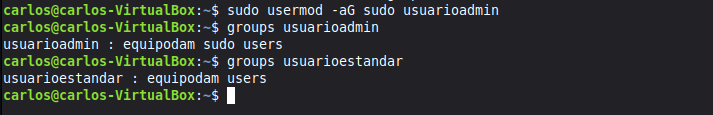 carlos@carlos-VirtualBox:~$ sudo usermod -aG sudo usuarioadmin
carlos@carlos-VirtualBox:~$ groups usuarioadmin
usuarioadmin : equipodam sudo users
carlos@carlos-VirtualBox:~$ groups usuarioestandar
usuarioestandar : equipodam users
carlos@carlos-VirtualBox:~$